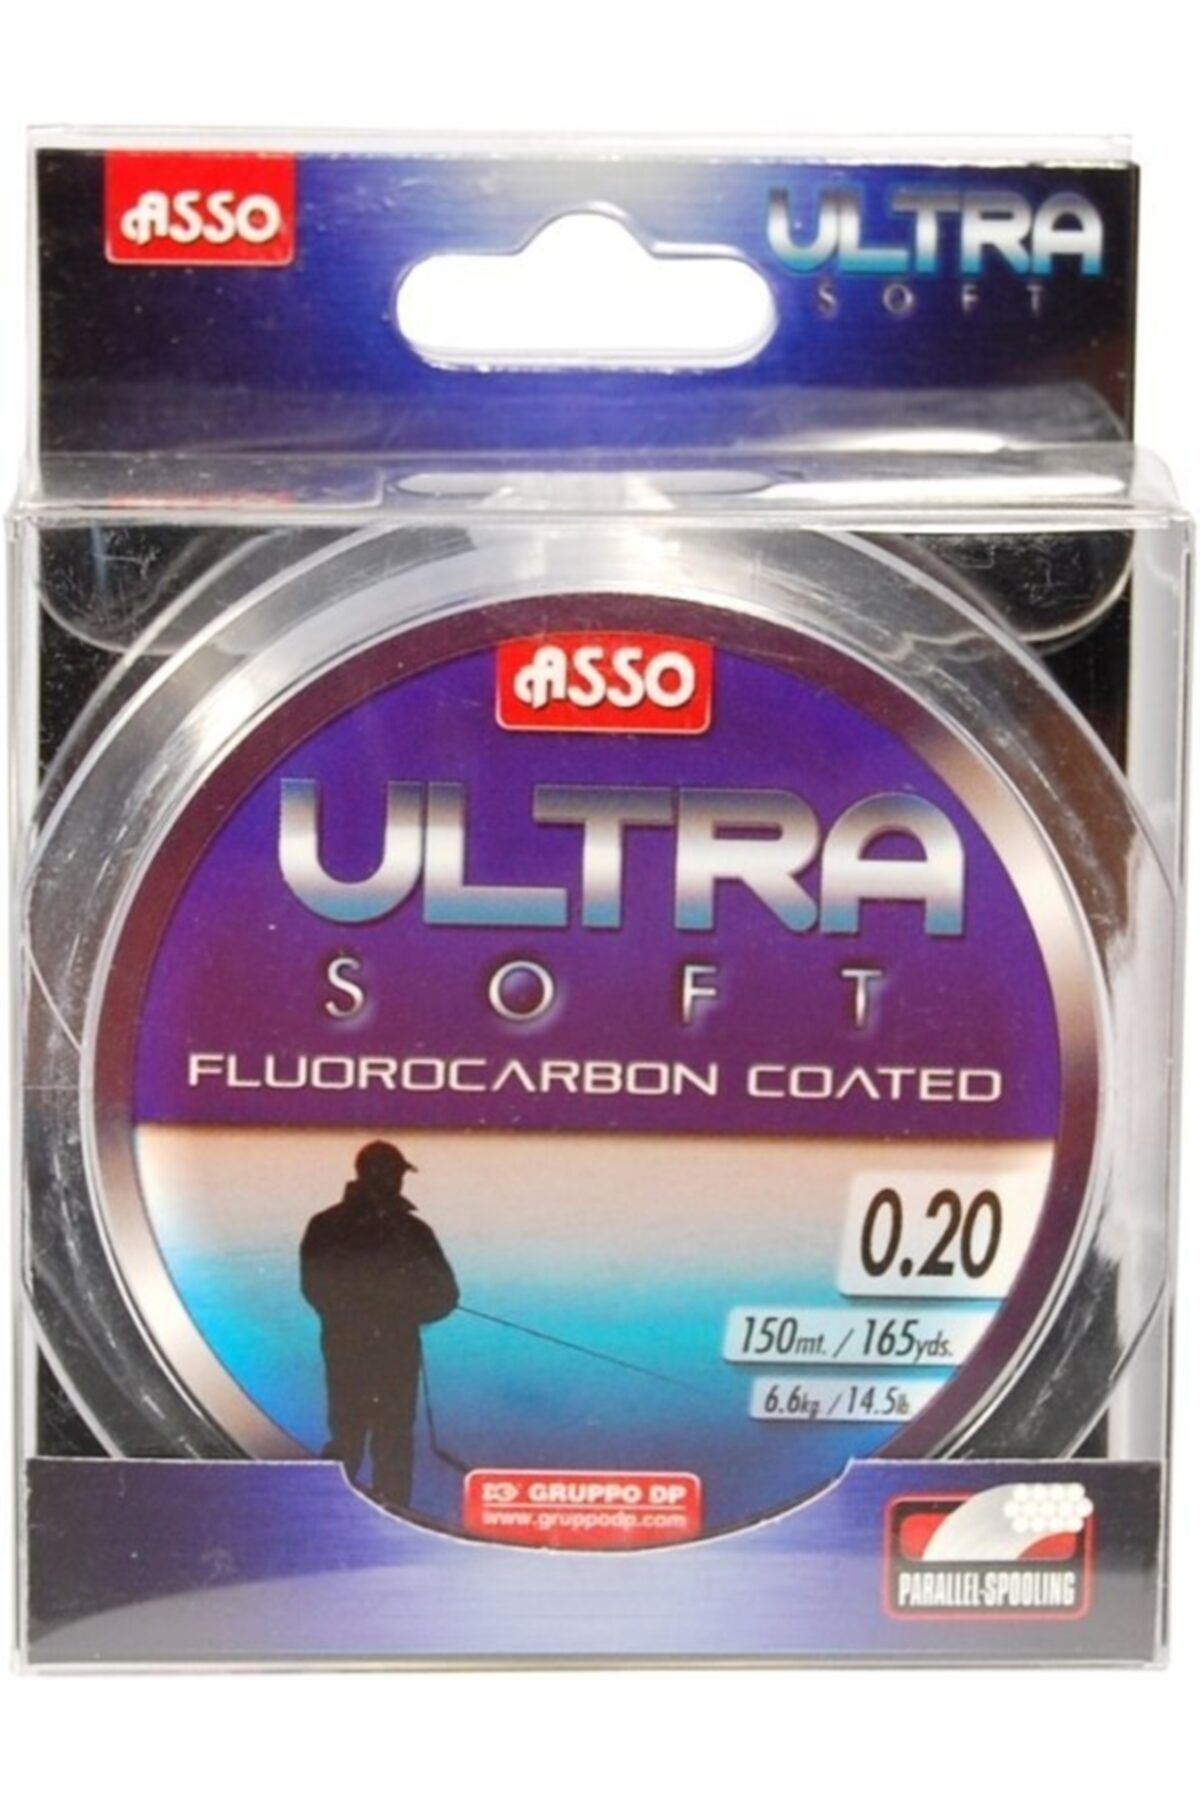 ASSO
ULTRA
SOFT
ASSO
ULTRA
SOFT
FLUOROCARBON COATED
0.20
150mt. / 165yds.
6.6kg / 14.5lb
GRUPPO DP
www.gruppodp.com
PARALLEL-SPOOLING